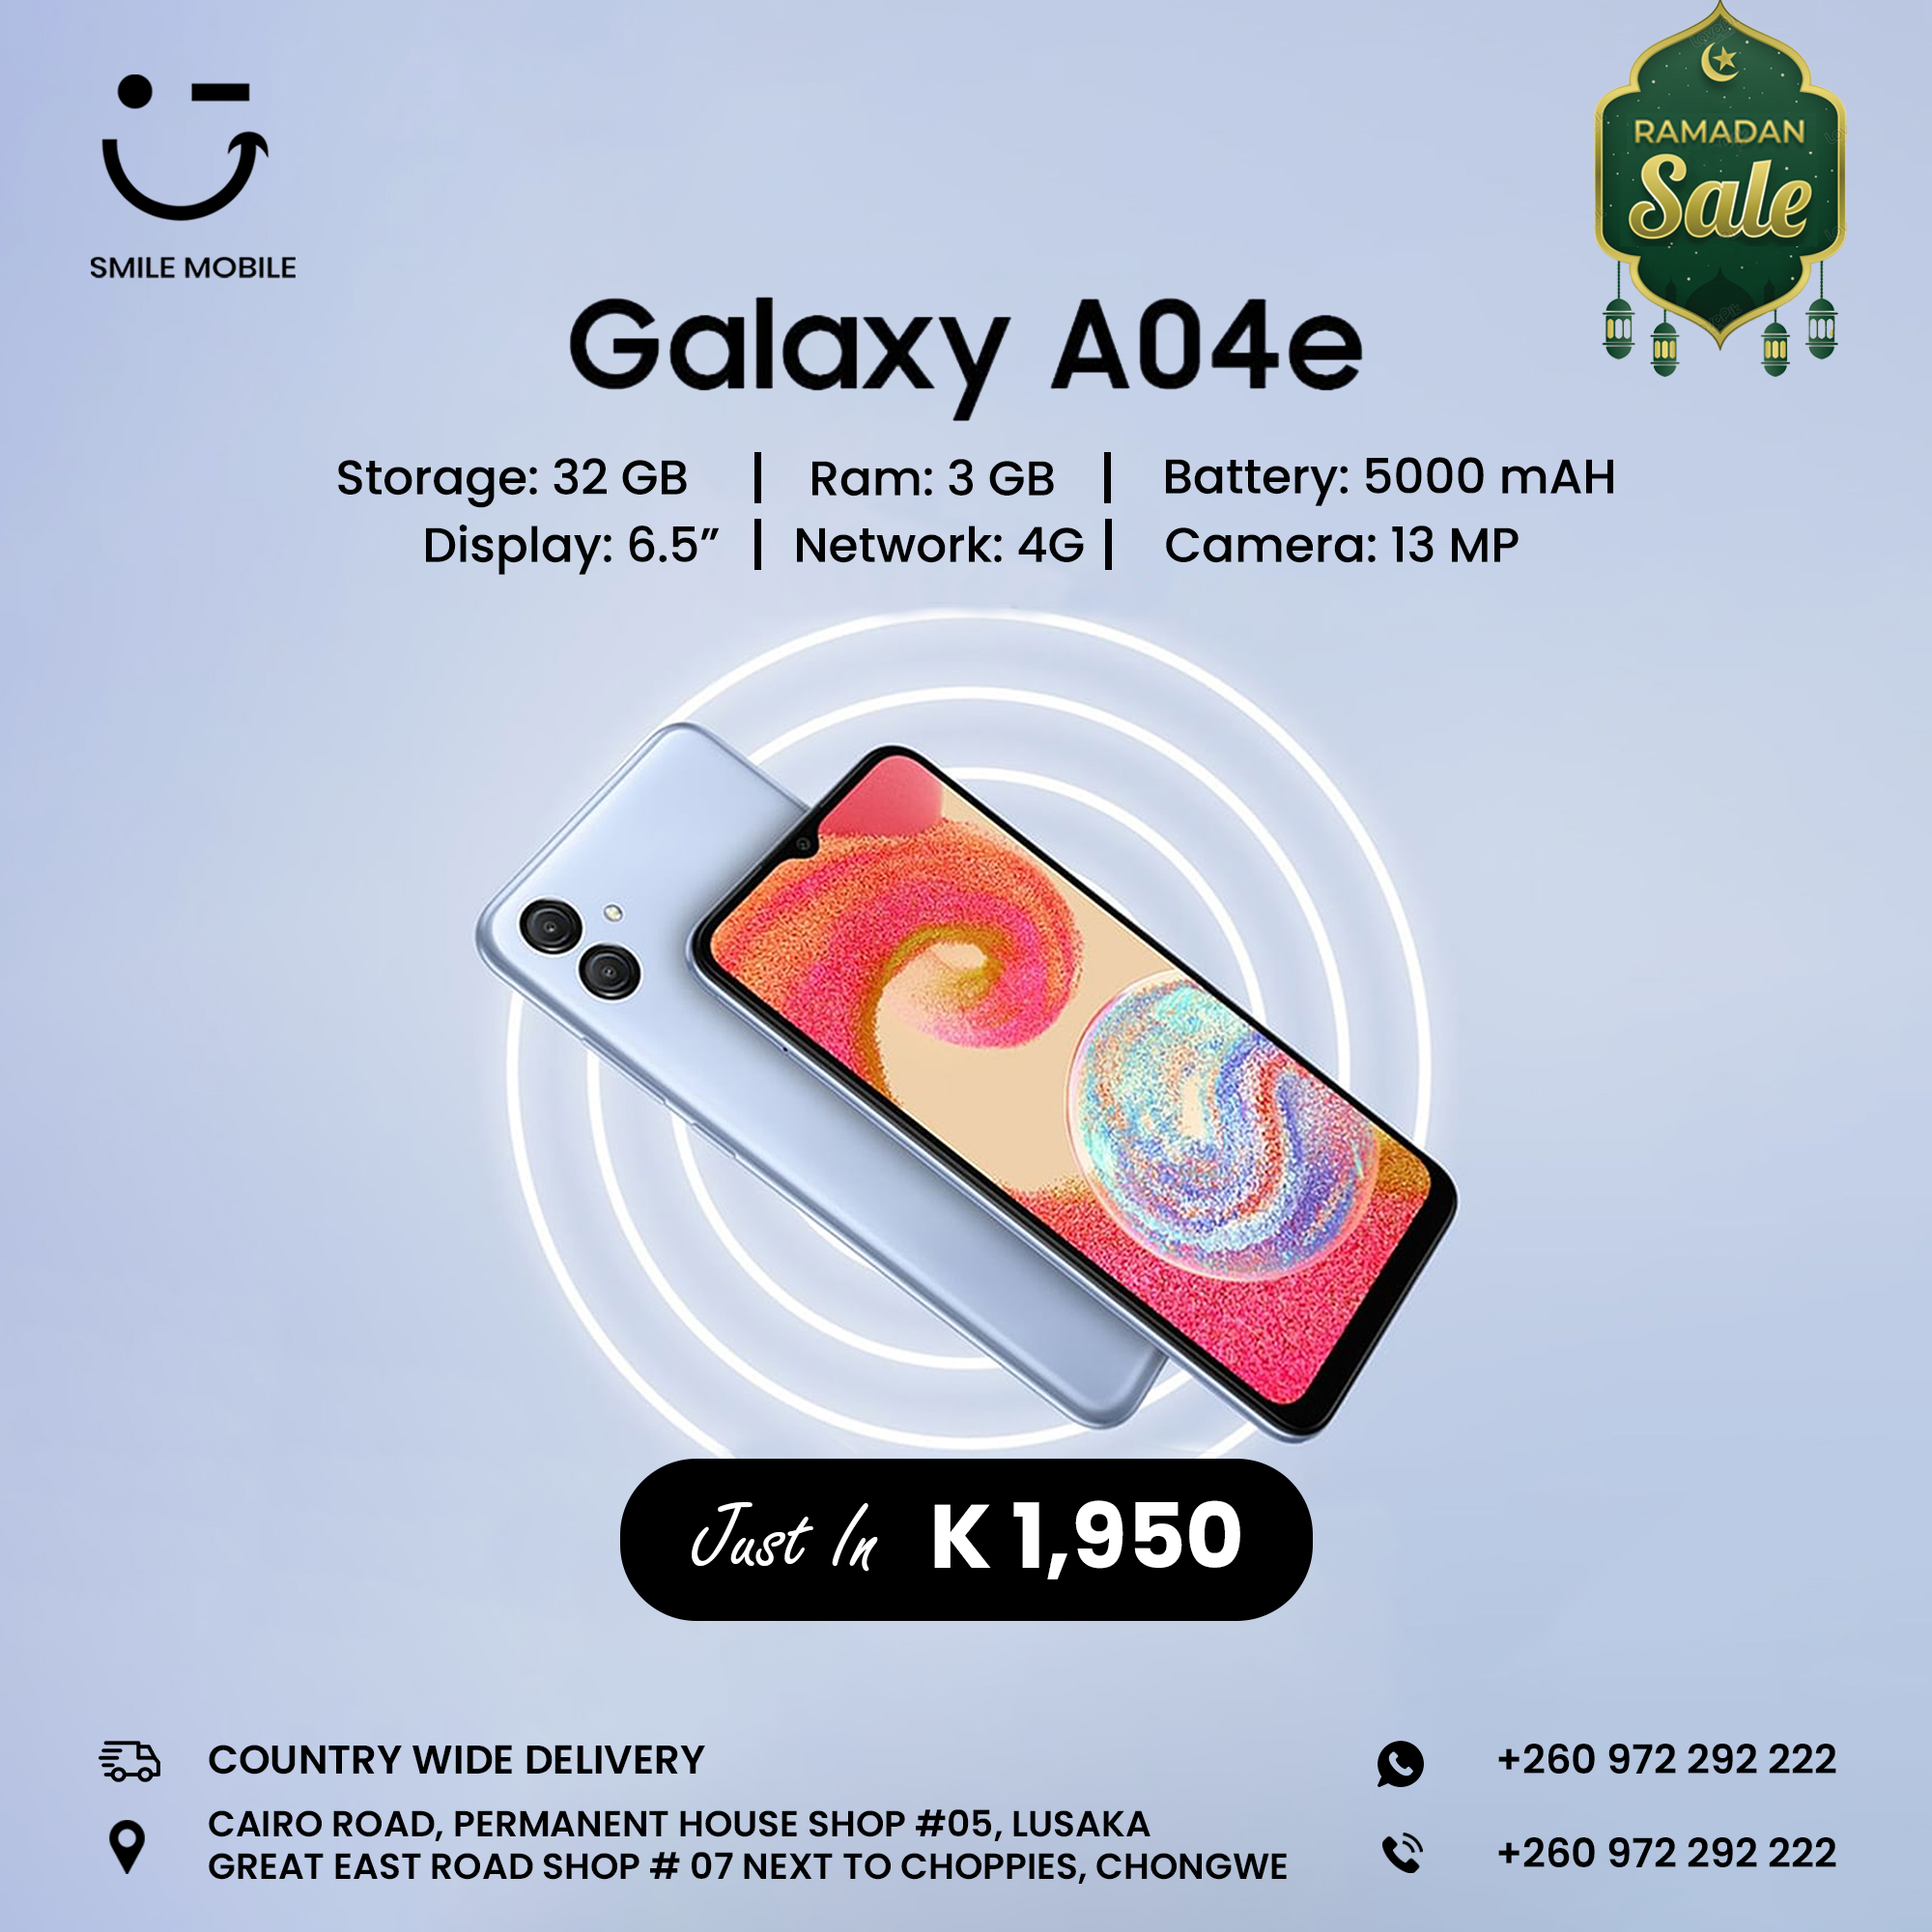 SMILE MOBILE
RAMADAN
Sale
Galaxy A04e
Storage: 32 GB | Ram: 3 GB | Battery: 5000 mAH
Display: 6.5” | Network: 4G | Camera: 13 MP
Just In K 1,950
COUNTRY WIDE DELIVERY
CAIRO ROAD, PERMANENT HOUSE SHOP #05, LUSAKA
GREAT EAST ROAD SHOP # 07 NEXT TO CHOPPIES, CHONGWE
+260 972 292 222
+260 972 292 222